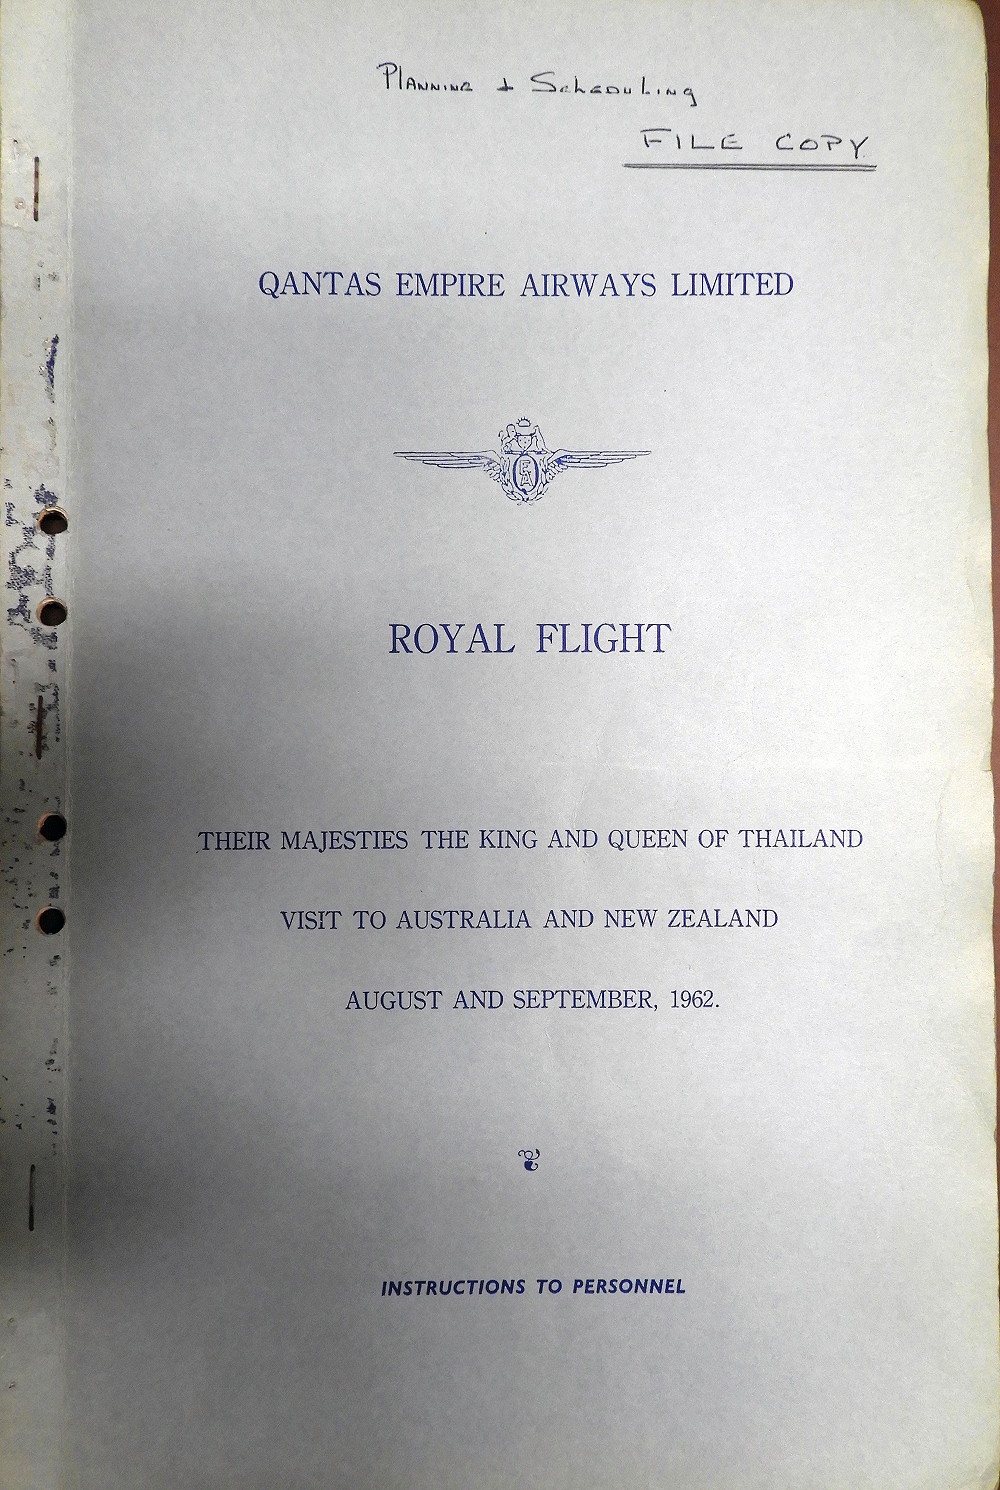 Planning & Scheduling
FILE COPY
QANTAS EMPIRE AIRWAYS LIMITED
QEA
ROYAL FLIGHT
THEIR MAJESTIES THE KING AND QUEEN OF THAILAND
VISIT TO AUSTRALIA AND NEW ZEALAND
AUGUST AND SEPTEMBER, 1962.
INSTRUCTIONS TO PERSONNEL